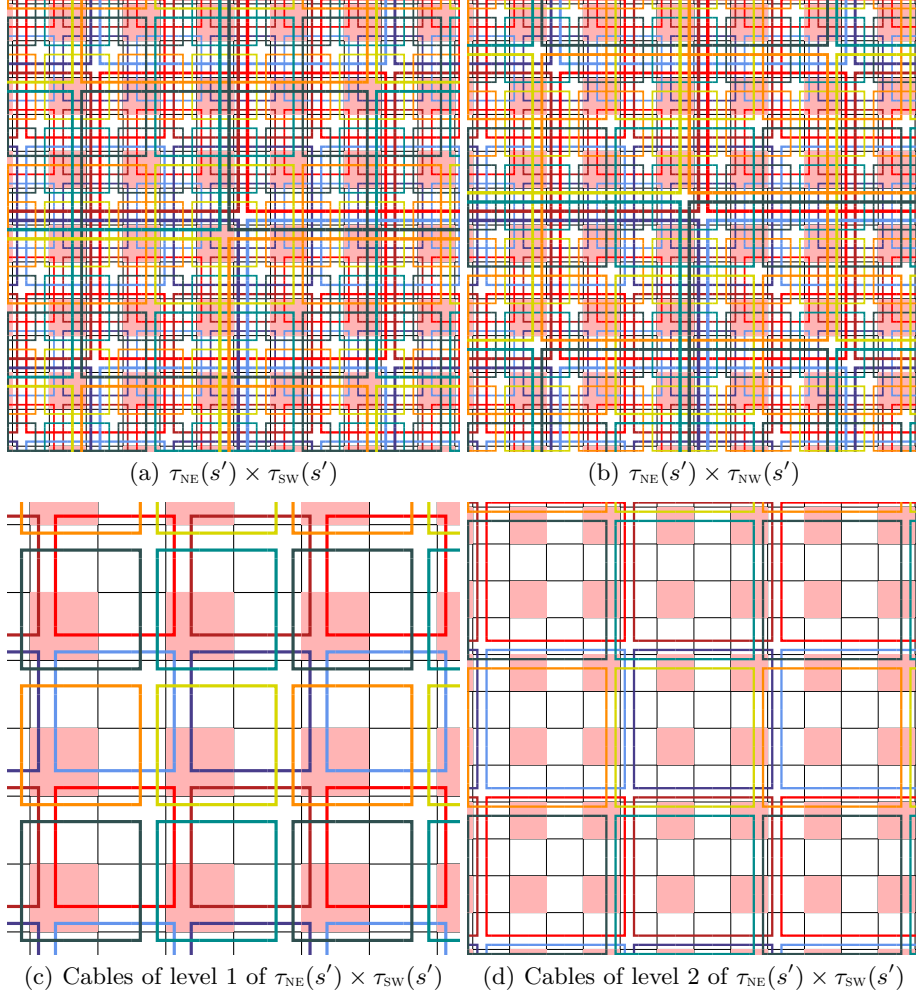 (a) τ_NE(s′) × τ_SW(s′)
(b) τ_NE(s′) × τ_NW(s′)
(c) Cables of level 1 of τ_NE(s′) × τ_SW(s′)
(d) Cables of level 2 of τ_NE(s′) × τ_SW(s′)